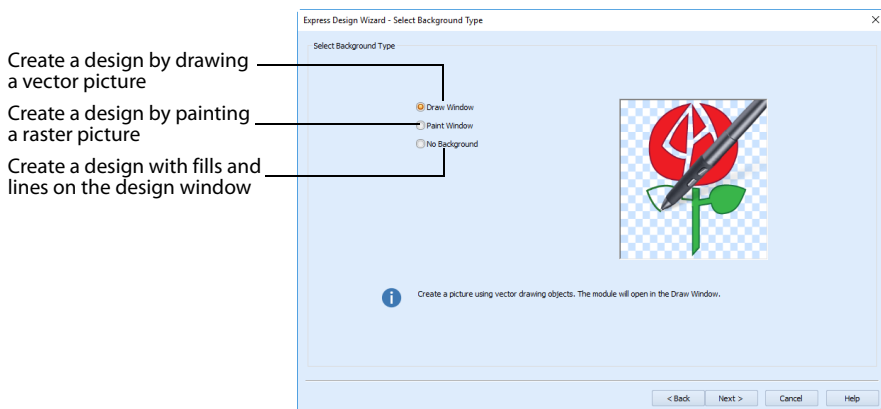 Express Design Wizard - Select Background Type
Select Background Type
Create a design by drawing
a vector picture
Create a design by painting
a raster picture
Create a design with fills and
lines on the design window
Draw Window
Paint Window
No Background
Create a picture using vector drawing objects. The module will open in the Draw Window.
< Back Next > Cancel Help